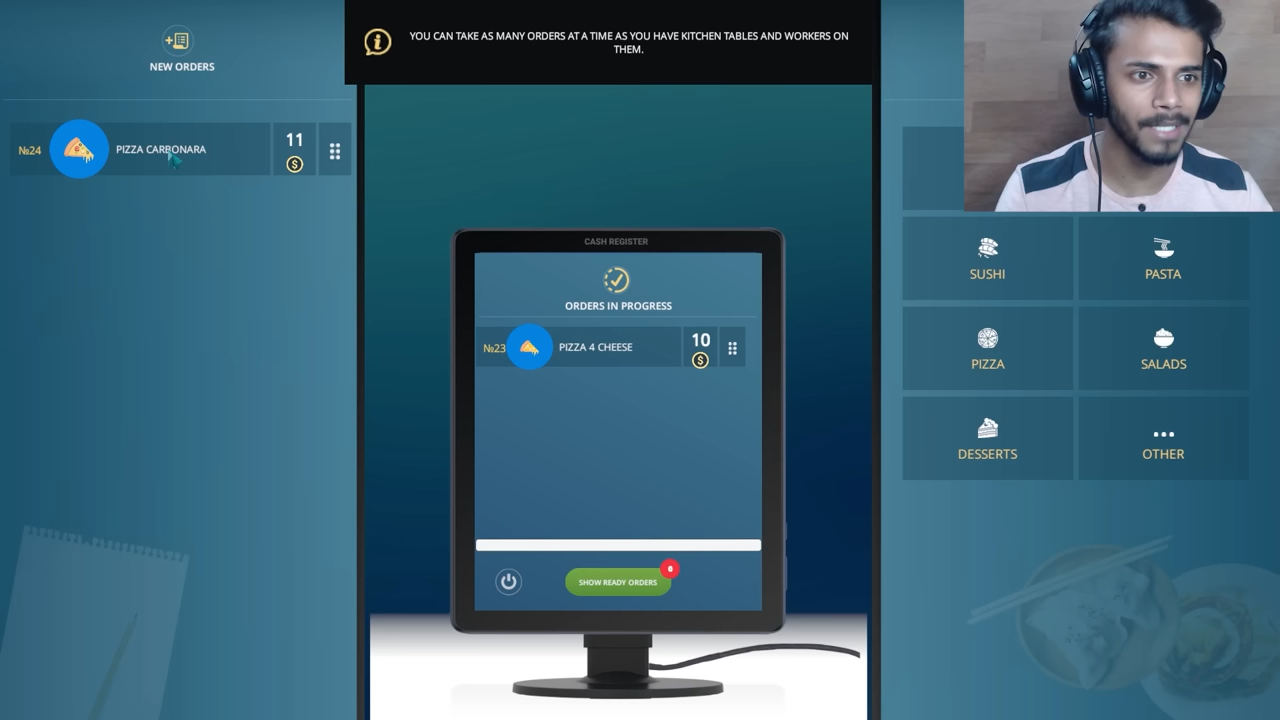 NEW ORDERS
YOU CAN TAKE AS MANY ORDERS AT A TIME AS YOU HAVE KITCHEN TABLES AND WORKERS ON
THEM.
№24 PIZZA CARBONARA 11
$
CASH REGISTER
ORDERS IN PROGRESS
№23 PIZZA 4 CHEESE 10
$
0
SHOW READY ORDERS
SUSHI PASTA
PIZZA SALADS
DESSERTS OTHER